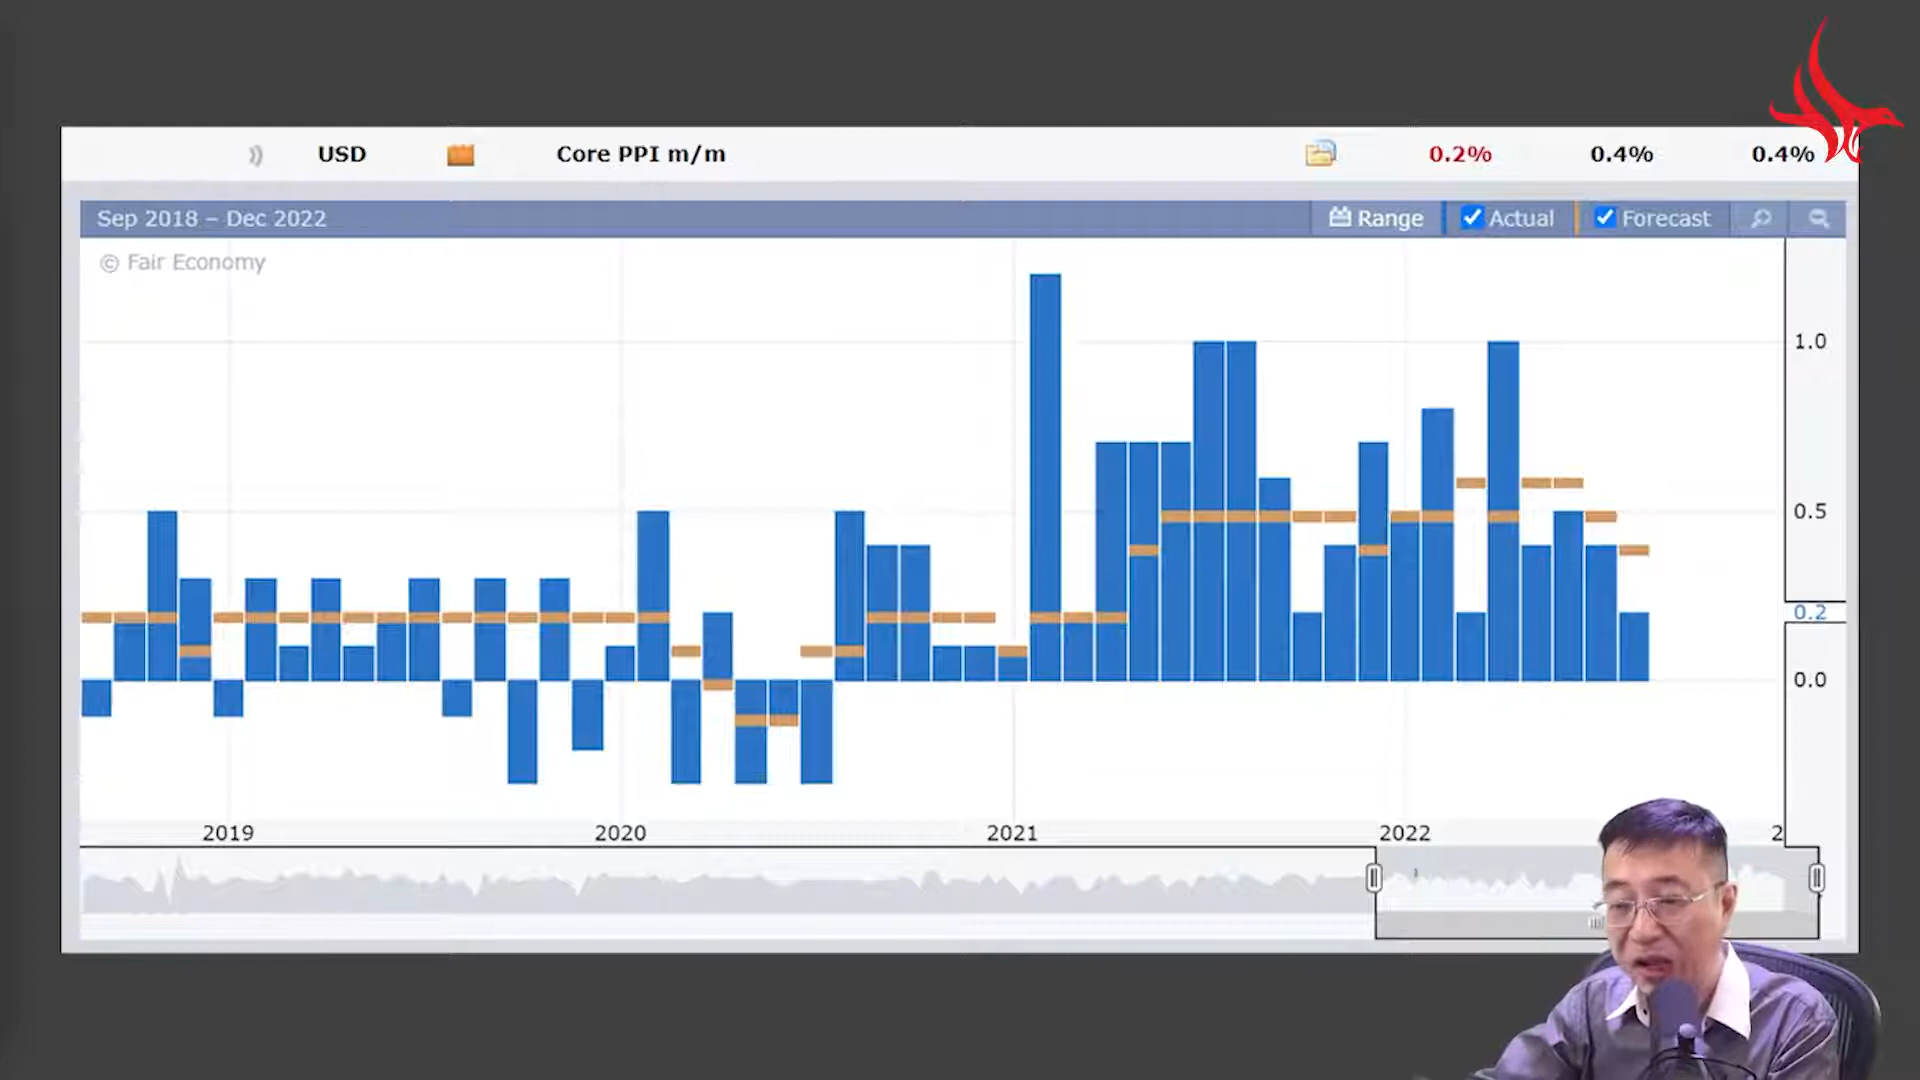 USD Core PPI m/m 0.2% 0.4% 0.4%
Sep 2018 – Dec 2022 Range Actual Forecast
© Fair Economy
1.0
0.5
0.2
0.0
2019 2020 2021 2022 2